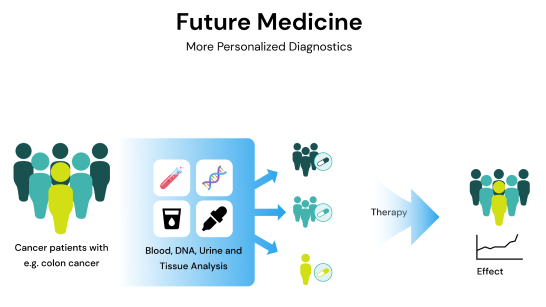 Future Medicine
More Personalized Diagnostics
Cancer patients with
e.g. colon cancer
Blood, DNA, Urine and
Tissue Analysis
Therapy
Effect